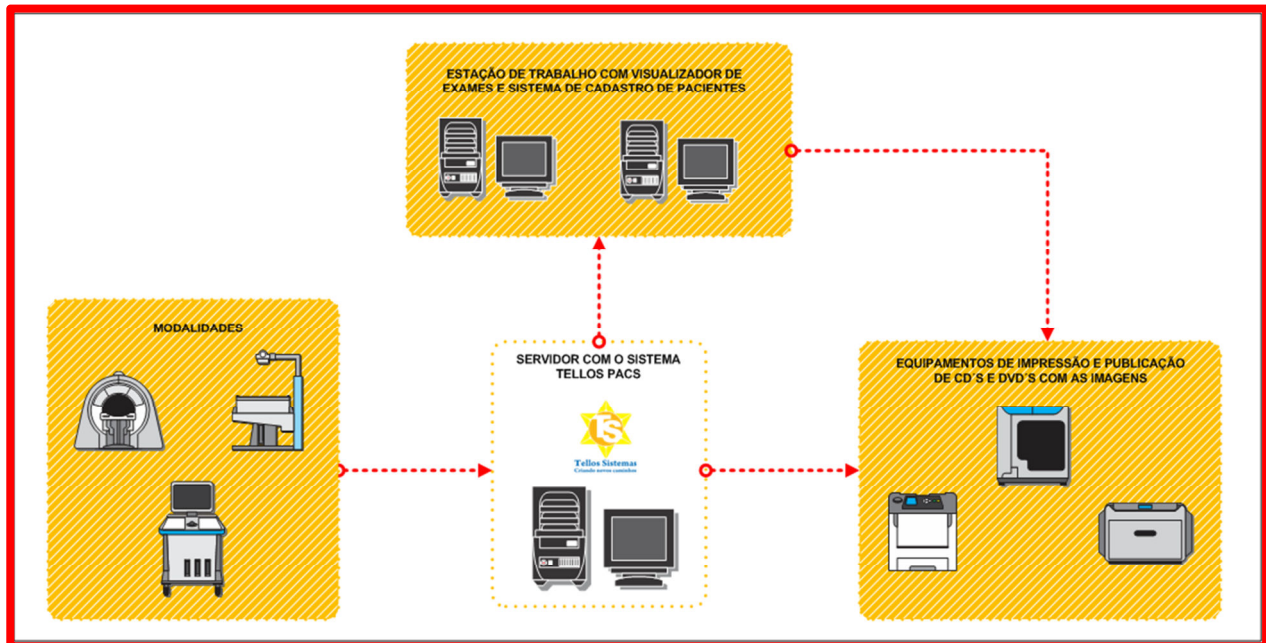 ESTAÇÃO DE TRABALHO COM VISUALIZADOR DE
EXAMES E SISTEMA DE CADASTRO DE PACIENTES
MODALIDADES
SERVIDOR COM O SISTEMA
TELLOS PACS
TS
Tellos Sistemas
Criando novos caminhos
EQUIPAMENTOS DE IMPRESSÃO E PUBLICAÇÃO
DE CD´S E DVD´S COM AS IMAGENS